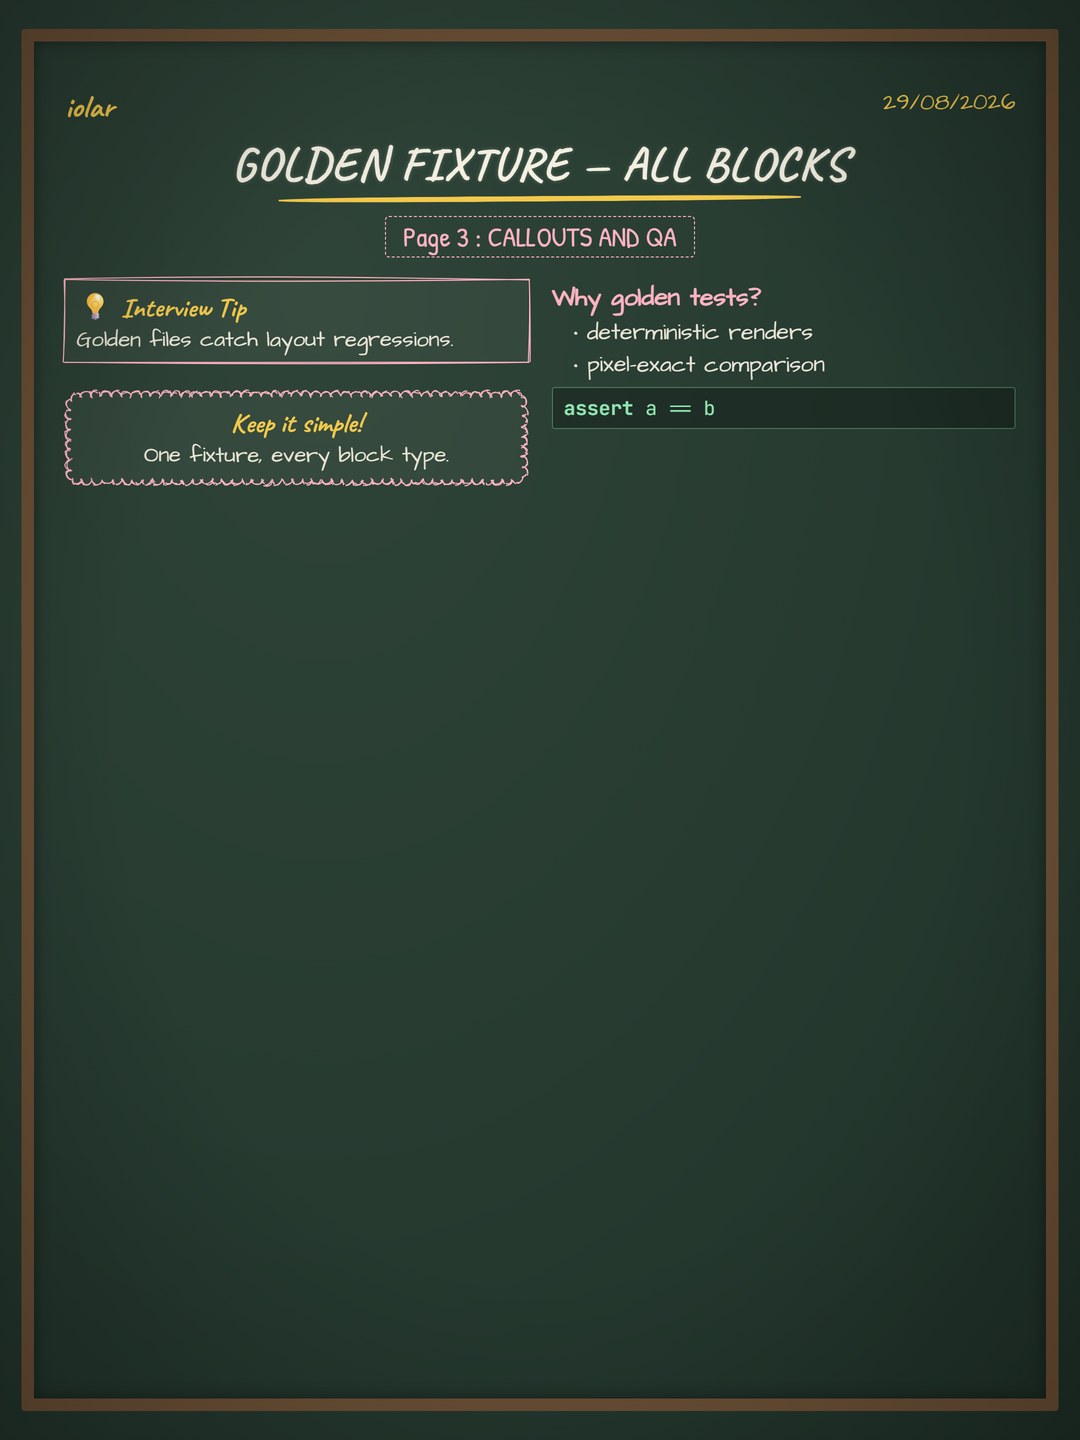 iolar
29/08/2026
GOLDEN FIXTURE – ALL BLOCKS
Page 3 : CALLOUTS AND QA
💡 Interview Tip
Golden files catch layout regressions.
Keep it simple!
One fixture, every block type.
Why golden tests?
· deterministic renders
· pixel-exact comparison
assert a == b